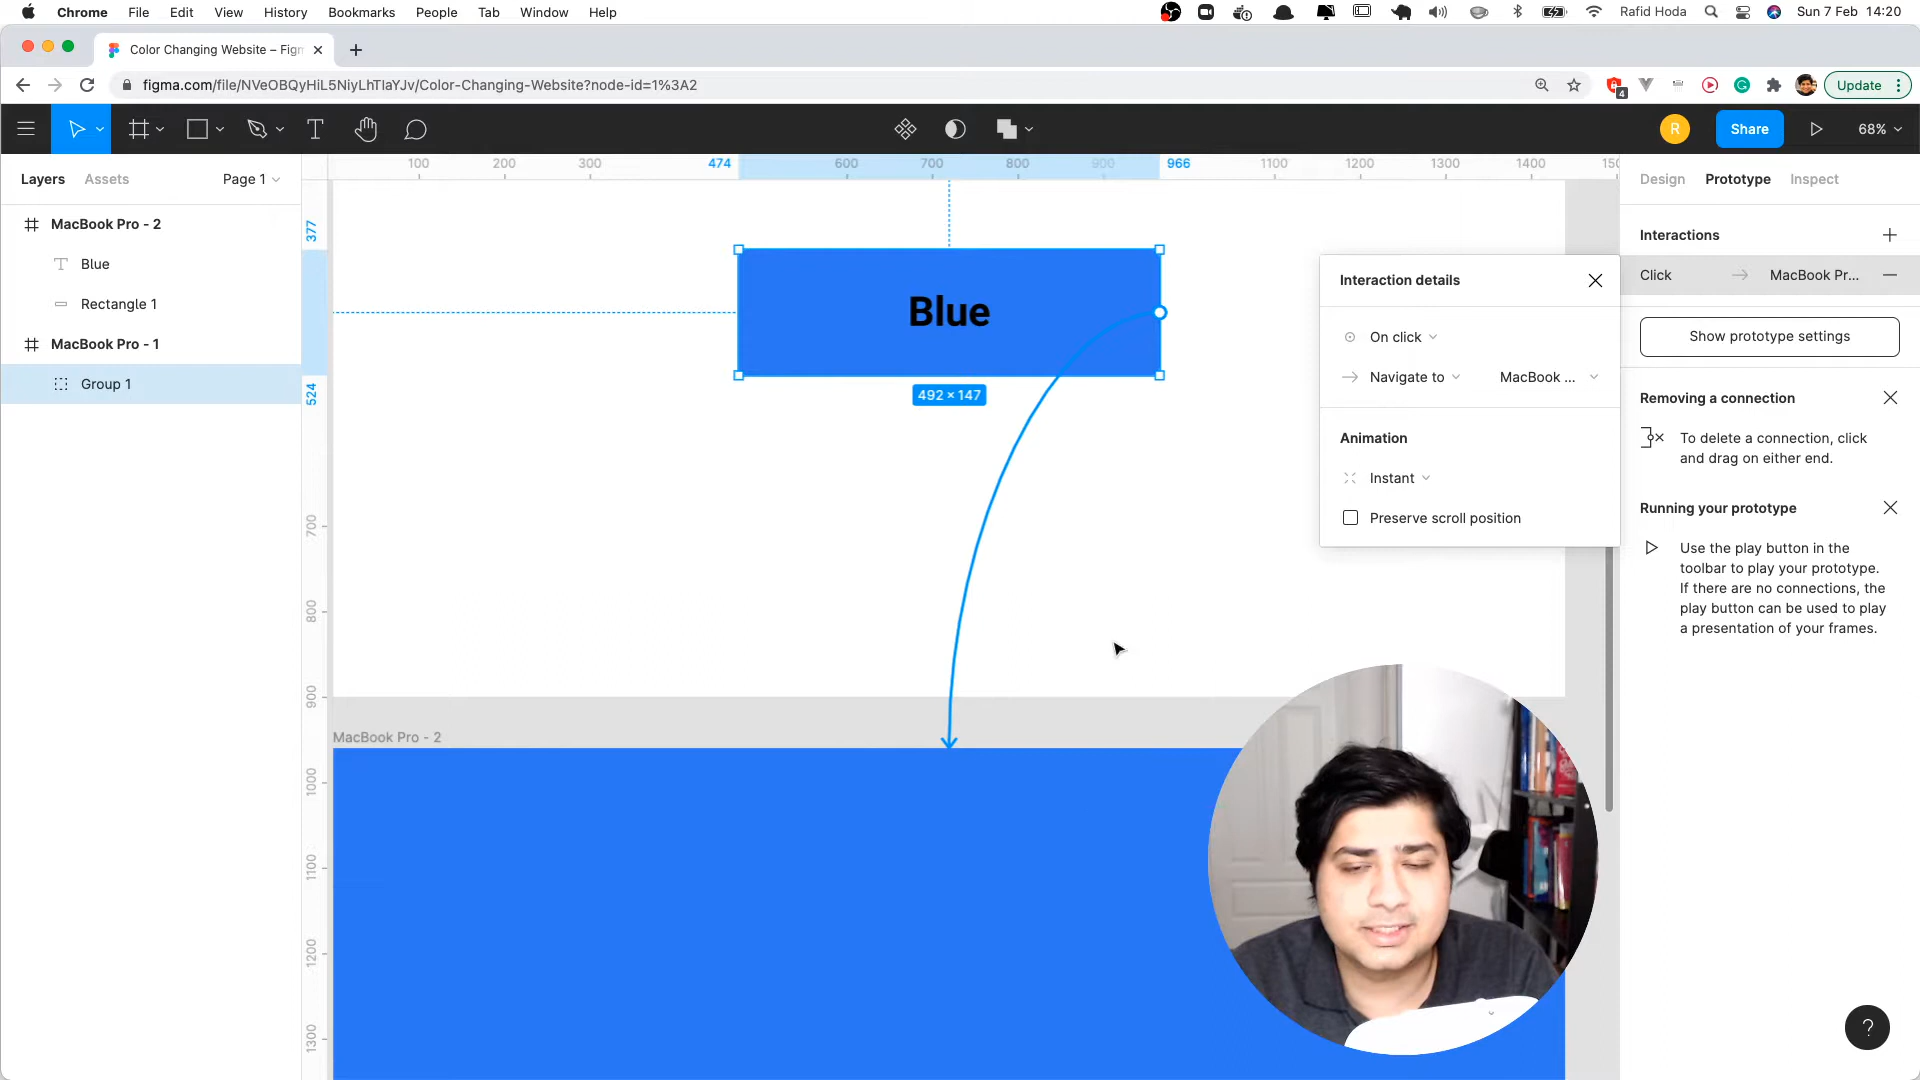 Chrome File Edit View History Bookmarks People Tab Window Help Rafid Hoda Sun 7 Feb 14:20
Color Changing Website – Figm
figma.com/file/NVeOBQyHiL5NiyLhTlaYJv/Color-Changing-Website?node-id=1%3A2
4
Update
R
Share
68%
Layers Assets Page 1
100 200 300 474 600 700 800 900 966 1100 1200 1300 1400 150
Design Prototype Inspect
MacBook Pro - 2
Blue
Rectangle 1
MacBook Pro - 1
Group 1
377
524
700
800
900
1000
1100
1200
1300
Blue
492 × 147
MacBook Pro - 2
Interaction details
On click
Navigate to MacBook ...
Animation
Instant
Preserve scroll position
Interactions
Click MacBook Pr...
Show prototype settings
Removing a connection
To delete a connection, click
and drag on either end.
Running your prototype
Use the play button in the
toolbar to play your prototype.
If there are no connections, the
play button can be used to play
a presentation of your frames.
?